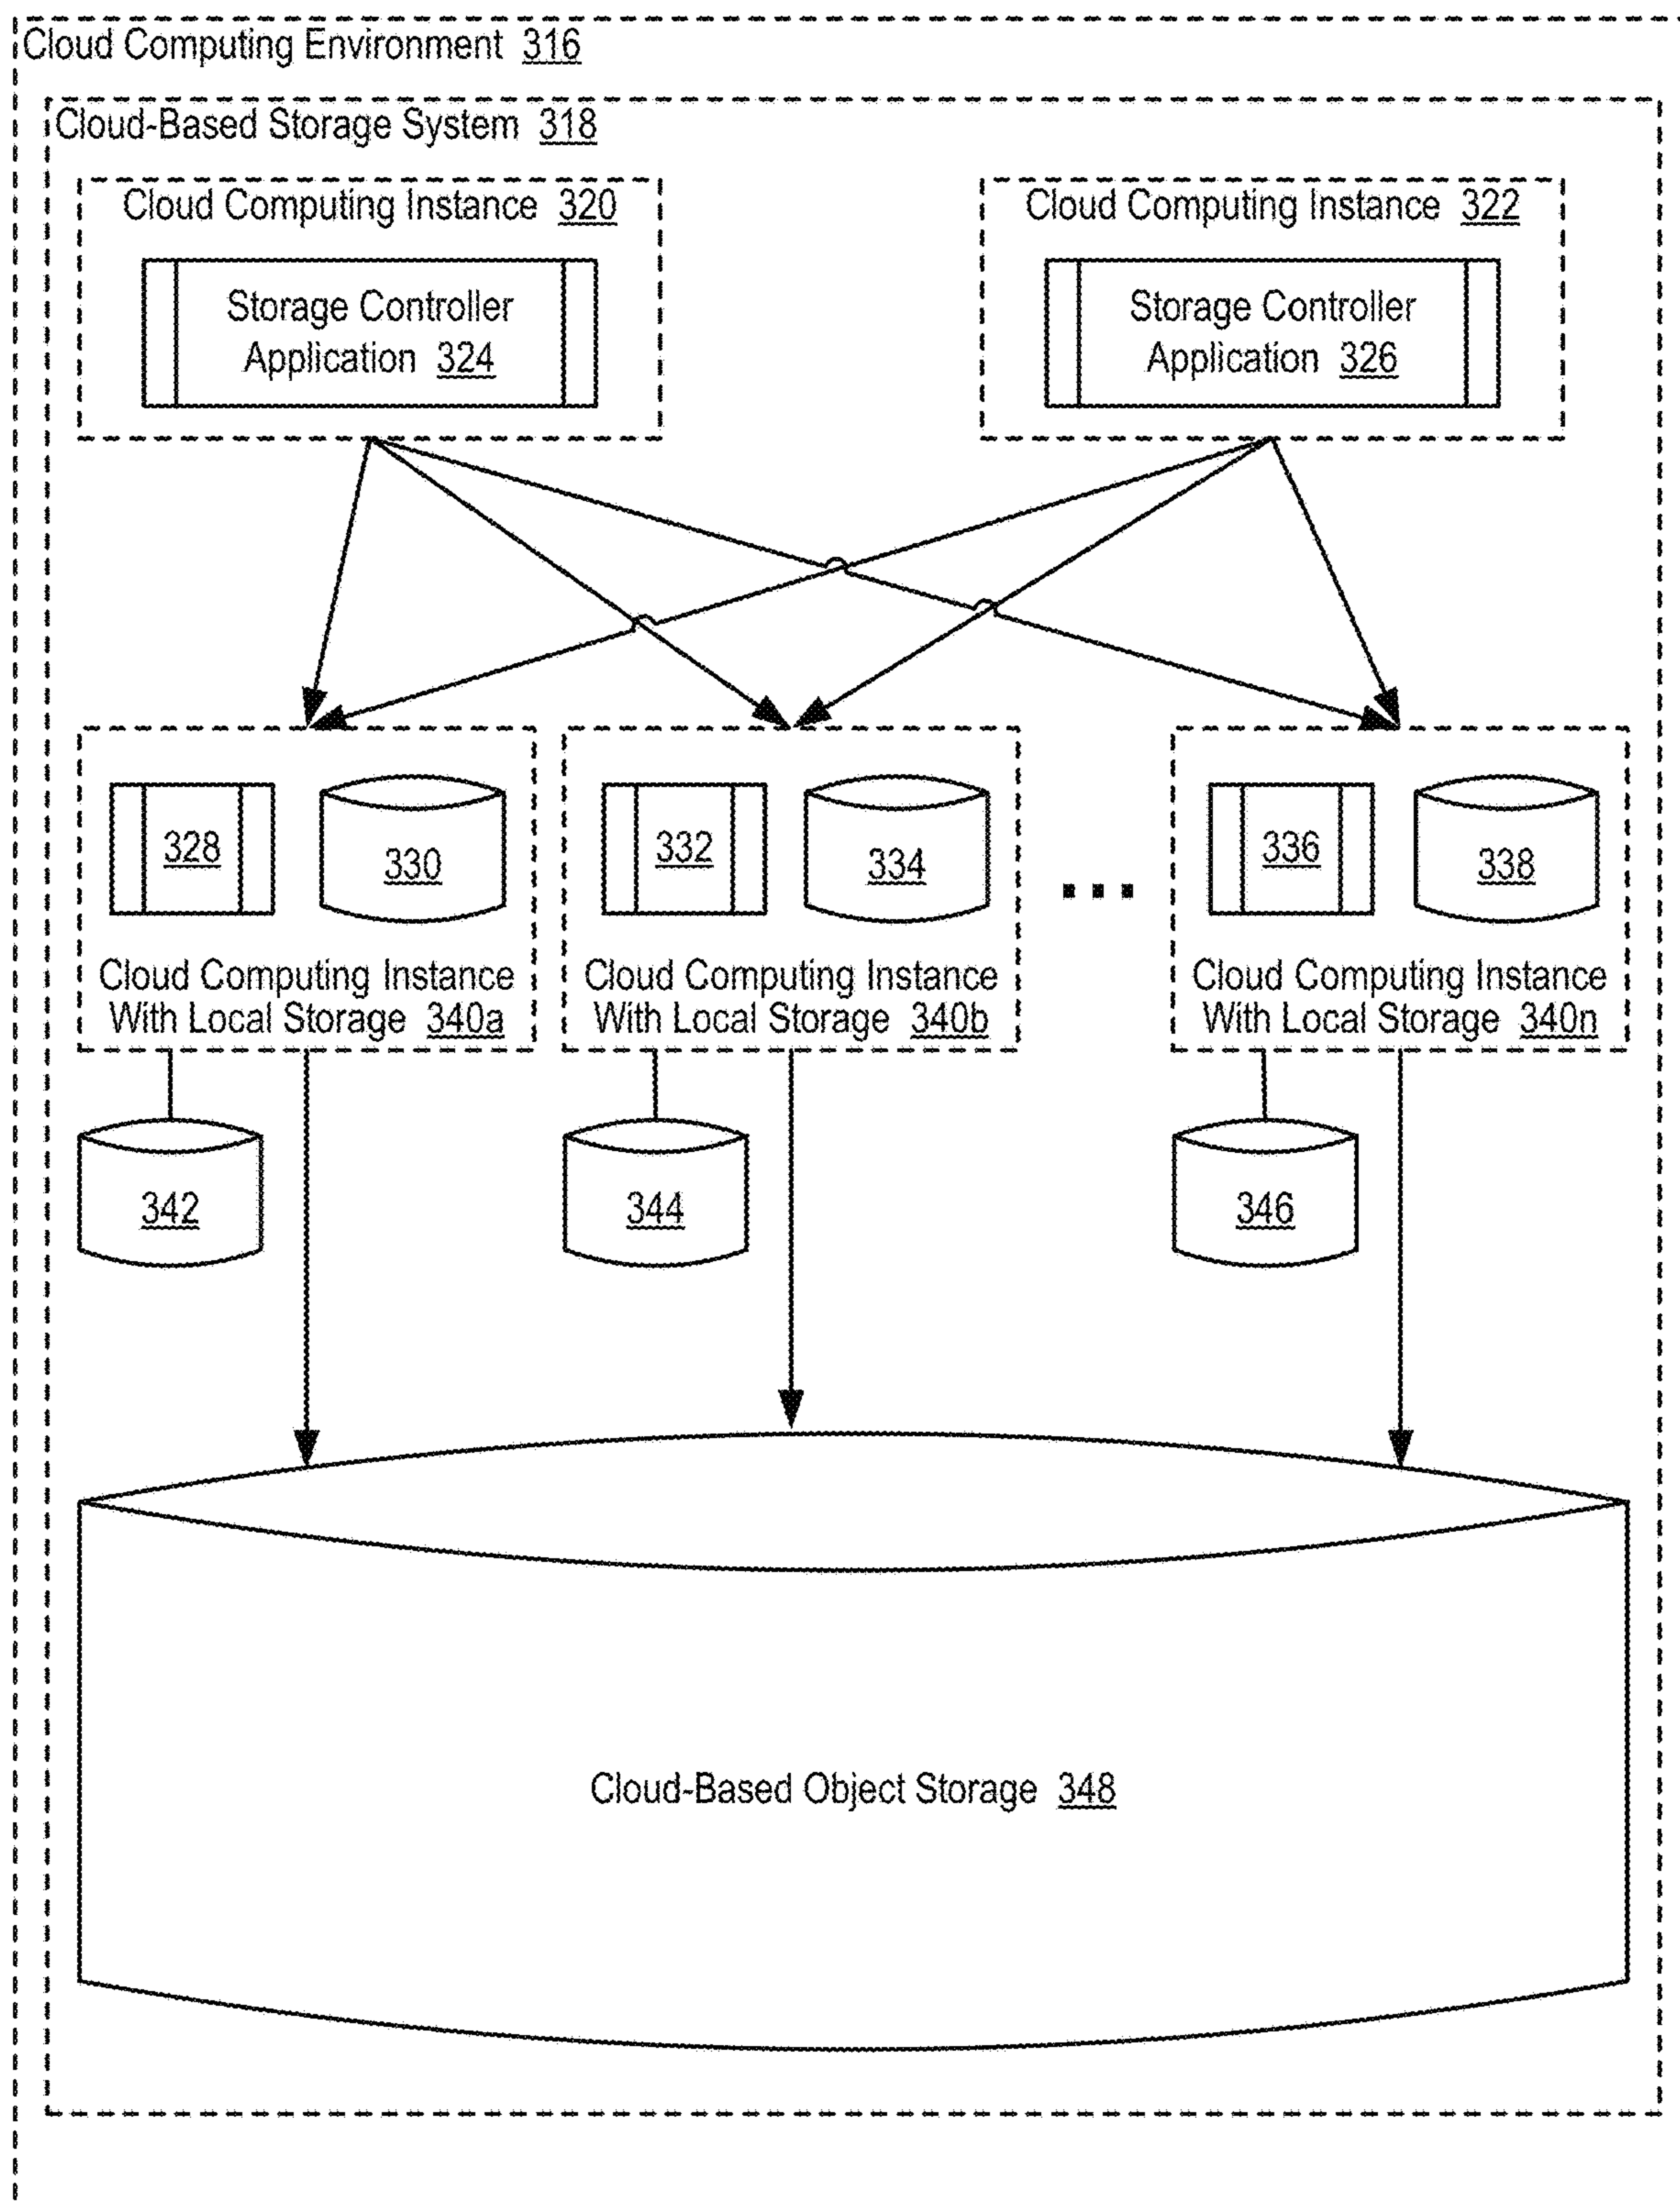 Cloud Computing Environment 316
Cloud-Based Storage System 318
Cloud Computing Instance 320
Storage Controller
Application 324
Cloud Computing Instance 322
Storage Controller
Application 326
328
330
Cloud Computing Instance
With Local Storage 340a
332
334
Cloud Computing Instance
With Local Storage 340b
...
336
338
Cloud Computing Instance
With Local Storage 340n
342
344
346
Cloud-Based Object Storage 348